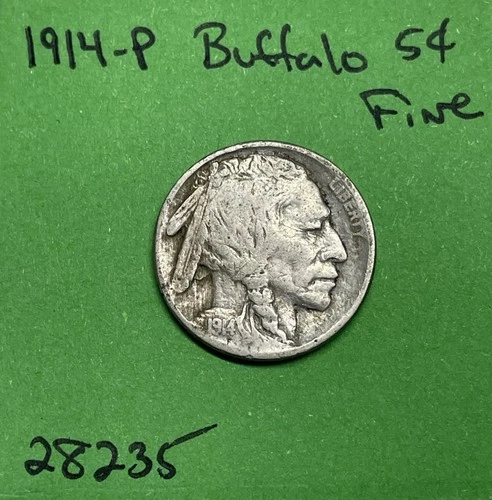 1914-P Buffalo 5¢
Fine
LIBERTY
1914
28235